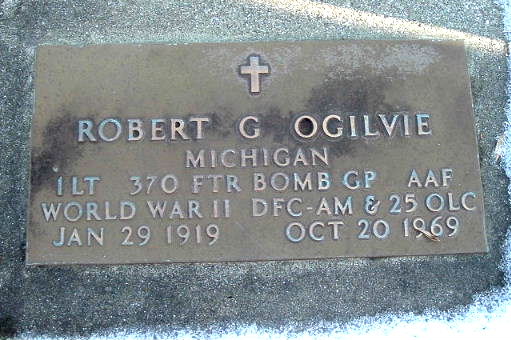 ROBERT G OGILVIE
MICHIGAN
1 LT 370 FTR BOMB GP AAF
WORLD WAR II DFC-AM & 25 OLC
JAN 29 1919 OCT 20 1969